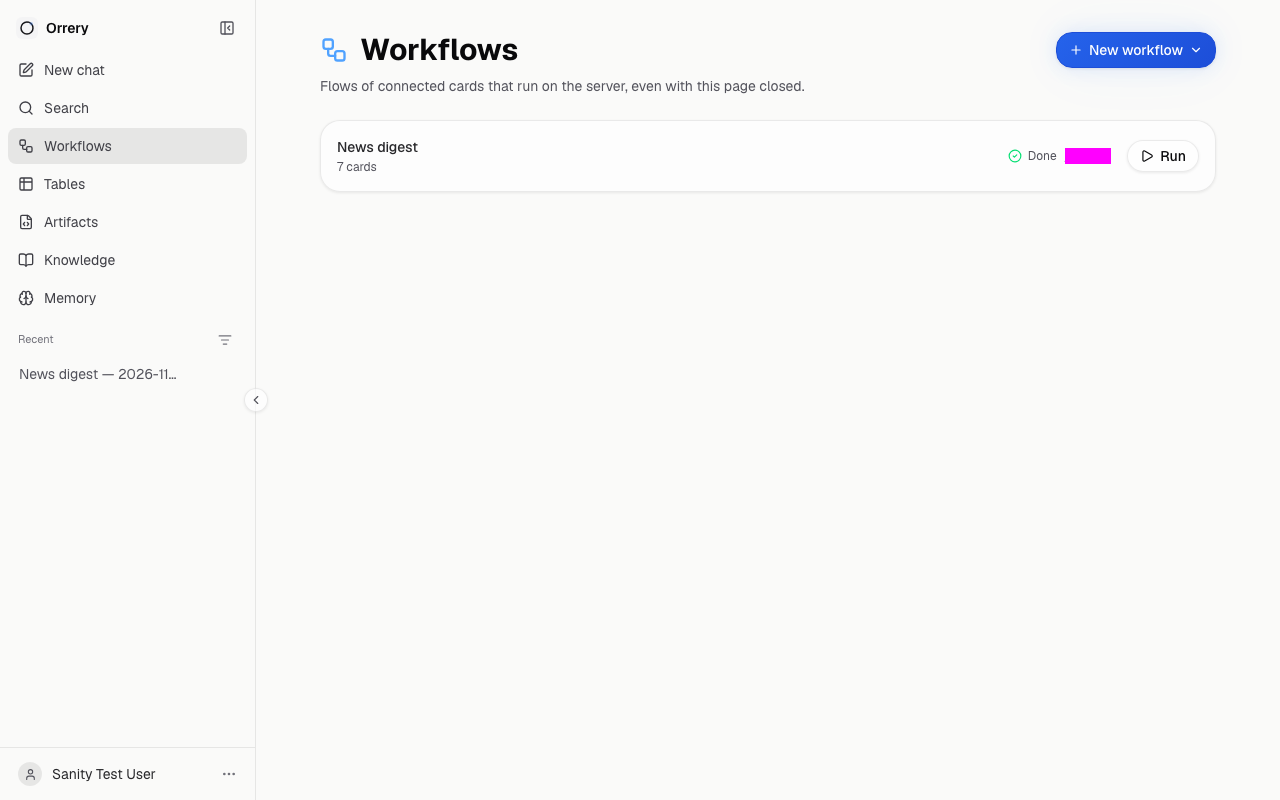 Orrery
New chat
Search
Workflows
Tables
Artifacts
Knowledge
Memory
Recent
News digest — 2026-11...
Sanity Test User
Workflows
New workflow
Flows of connected cards that run on the server, even with this page closed.
News digest
7 cards
Done
Run